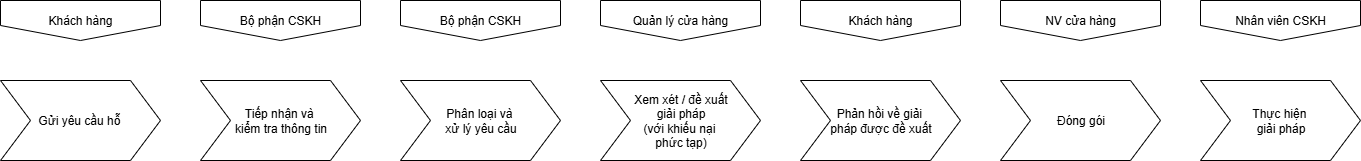 Khách hàng
Bộ phận CSKH
Bộ phận CSKH
Quản lý cửa hàng
Khách hàng
NV cửa hàng
Nhân viên CSKH
Gửi yêu cầu hỗ
Tiếp nhận và
kiểm tra thông tin
Phân loại và
xử lý yêu cầu
Xem xét / đề xuất
giải pháp
(với khiếu nại
phức tạp)
Phản hồi về giải
pháp được đề xuất
Đóng gói
Thực hiện
giải pháp